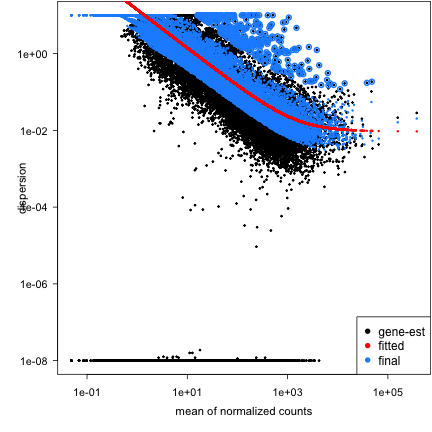 1e+00
1e-02
1e-04
1e-06
1e-08
dispersion
gene-est
fitted
final
1e-01
1e+01
1e+03
1e+05
mean of normalized counts